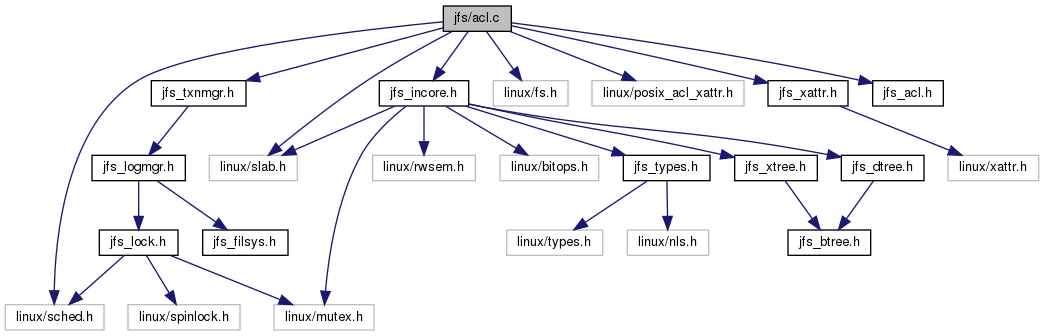 jfs/acl.c
jfs_txnmgr.h
jfs_incore.h
linux/fs.h
linux/posix_acl_xattr.h
jfs_xattr.h
jfs_acl.h
jfs_logmgr.h
linux/slab.h
linux/rwsem.h
linux/bitops.h
jfs_types.h
jfs_xtree.h
jfs_dtree.h
linux/xattr.h
jfs_lock.h
jfs_filsys.h
linux/types.h
linux/nls.h
jfs_btree.h
linux/sched.h
linux/spinlock.h
linux/mutex.h